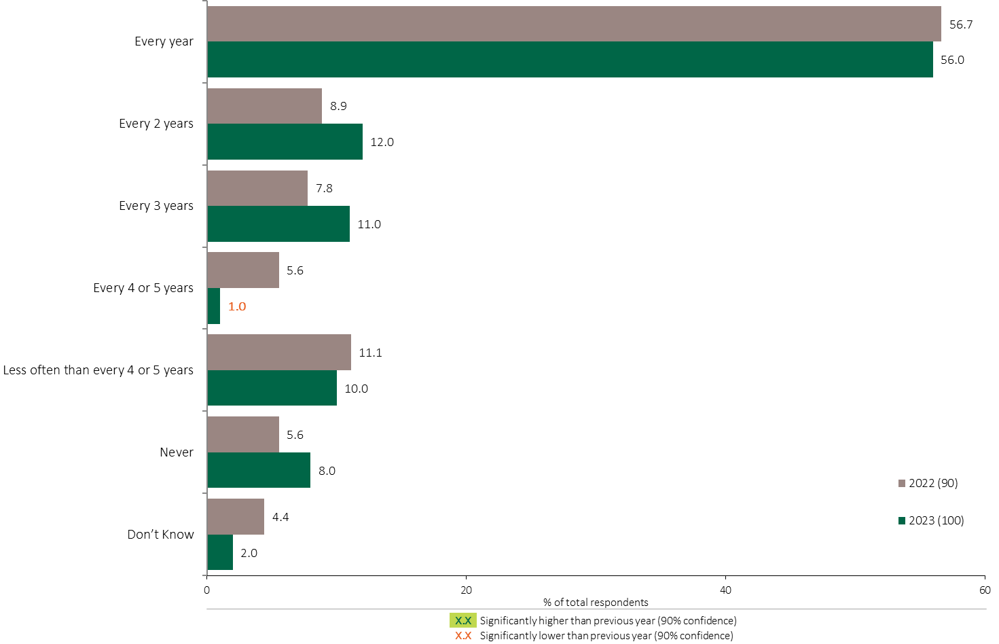 Every year
56.7
56.0
Every 2 years
8.9
12.0
Every 3 years
7.8
11.0
Every 4 or 5 years
5.6
1.0
Less often than every 4 or 5 years
11.1
10.0
Never
5.6
8.0
Don’t Know
4.4
2.0
2022 (90)
2023 (100)
0 20 40 60
% of total respondents
X.X Significantly higher than previous year (90% confidence)
X.X Significantly lower than previous year (90% confidence)